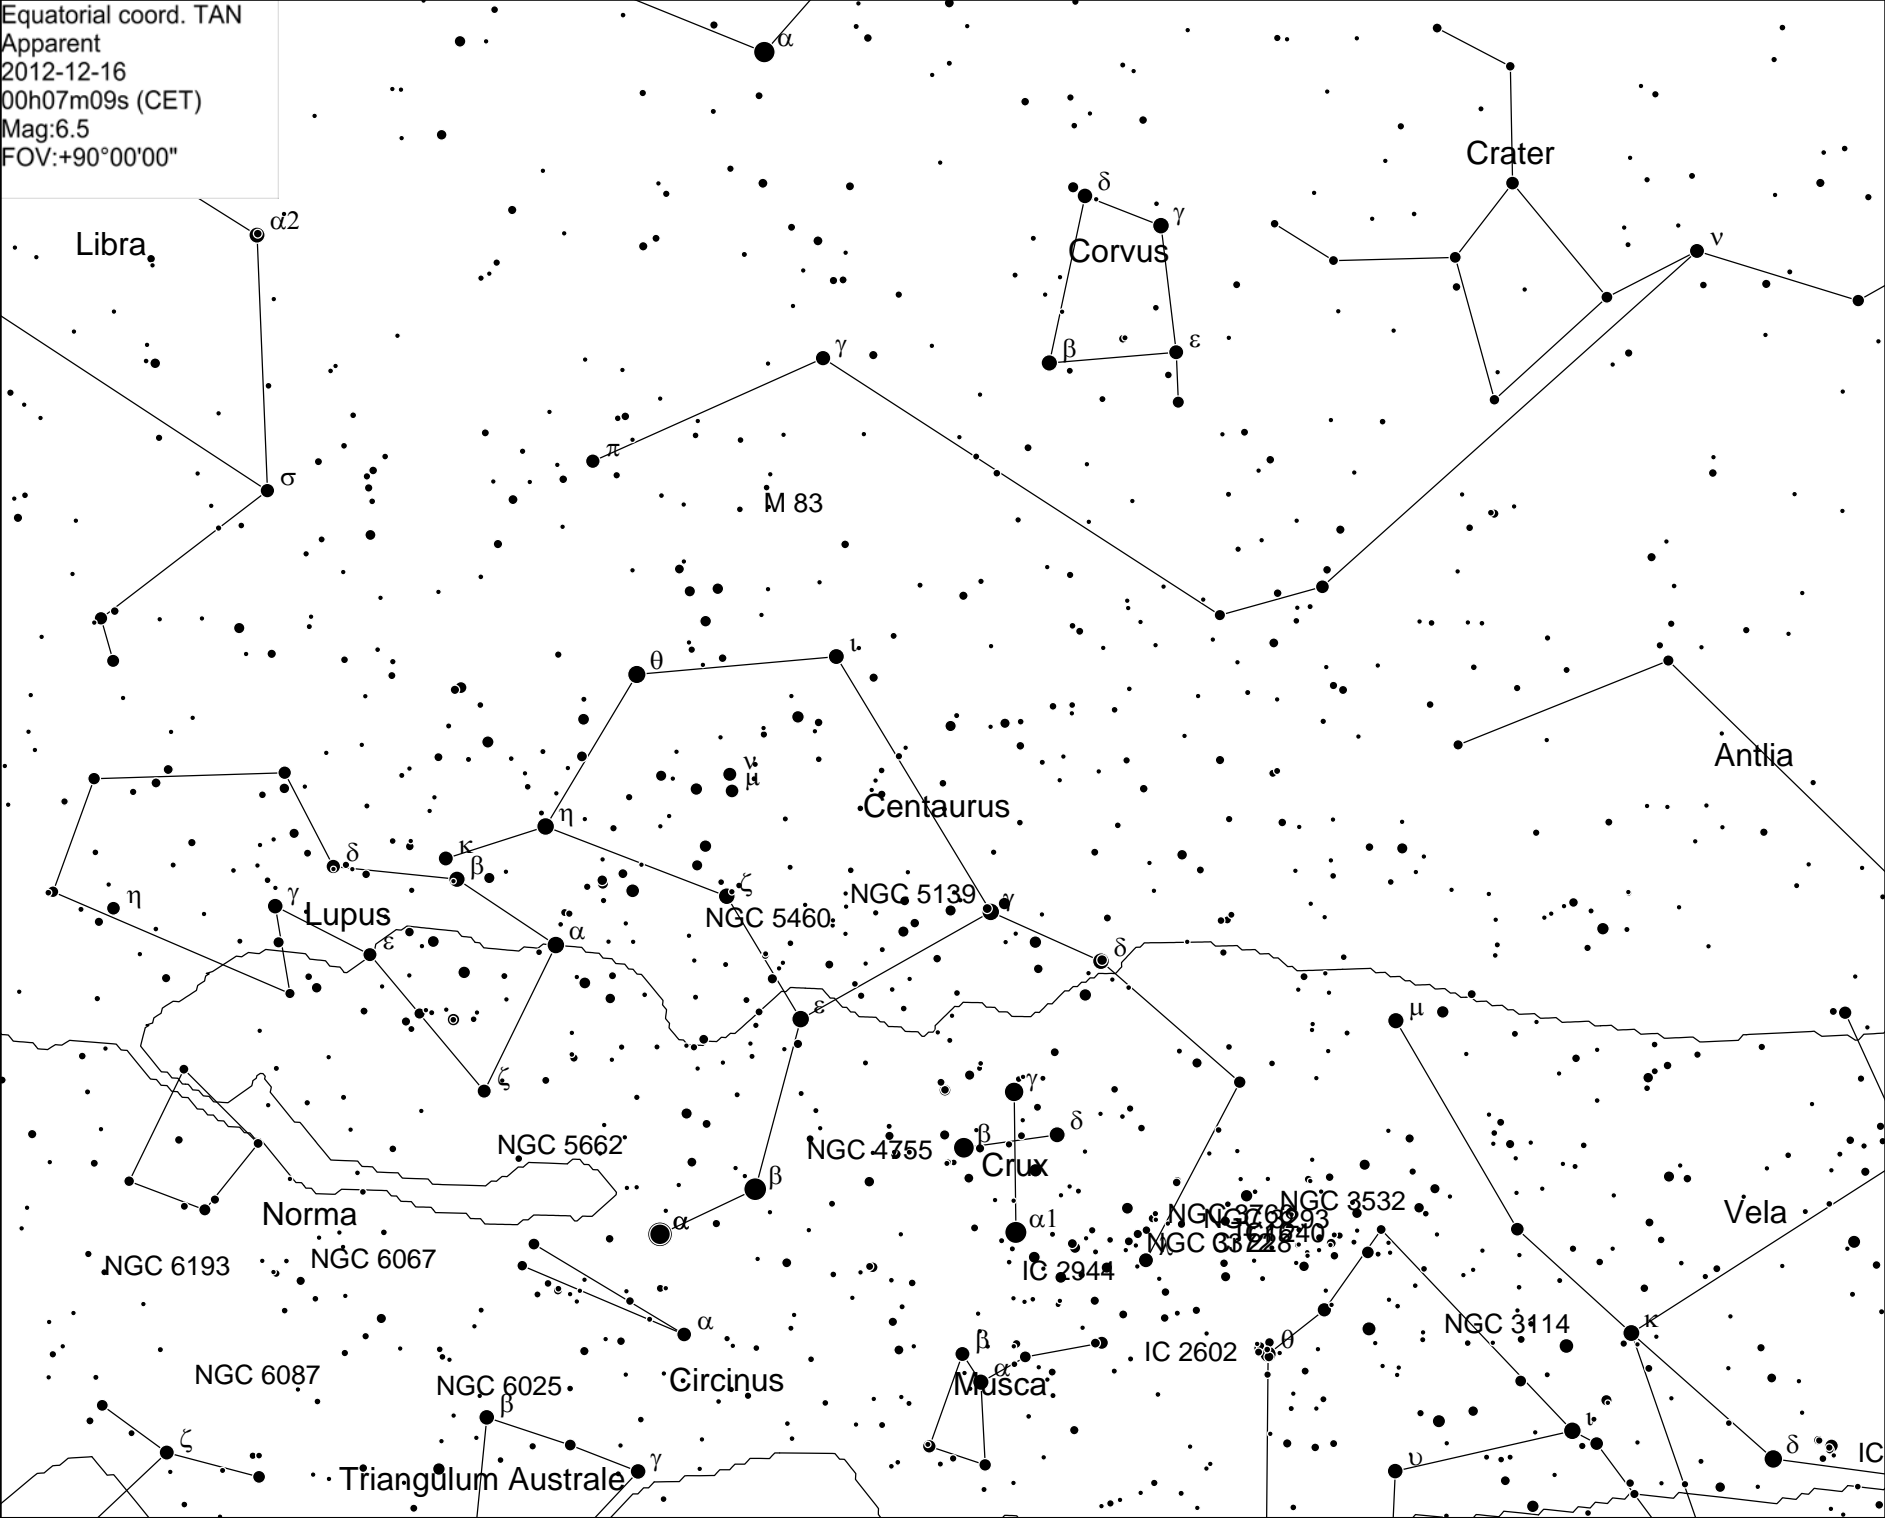 Equatorial coord. TAN
Apparent
2012-12-16
00h07m09s (CET)
Mag:6.5
FOV:+90°00'00"
α
Crater
δ
γ
α2
Libra
Corvus
ν
γ
β
ε
π
σ
M 83
θ
ι
ν
μ
Antlia
Centaurus
η
κ
δ
β
ζ
η
γ
Lupus
NGC 5460
NGC 5139
γ
α
ε
δ
ε
μ
ζ
γ
β
δ
NGC 5662
NGC 4755
Crux
β
Norma
α
α1
NGC 3532
Vela
NGC 6193
NGC 6067
IC 2944
α
NGC 3114
κ
β
IC 2602
θ
α
Musca
NGC 6087
NGC 6025
Circinus
β
ζ
γ
ι
υ
δ
IC
Triangulum Australe